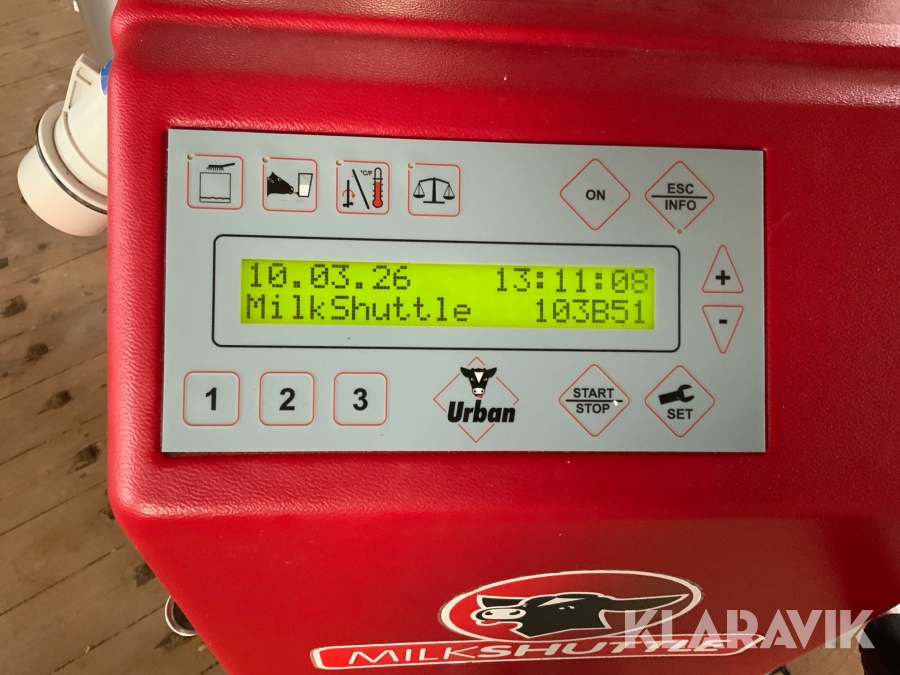 °C/F
ON
ESC
INFO
10.03.26 13:11:08
MilkShuttle 103B51
+
-
1 2 3
Urban
START
STOP
SET
MILKSHUTTLE
KLARAVIK